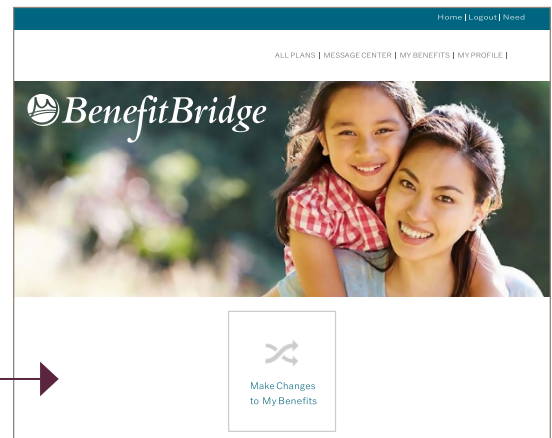 Home | Logout | Need
ALL PLANS | MESSAGE CENTER | MY BENEFITS | MY PROFILE |
BenefitBridge
Make Changes
to My Benefits